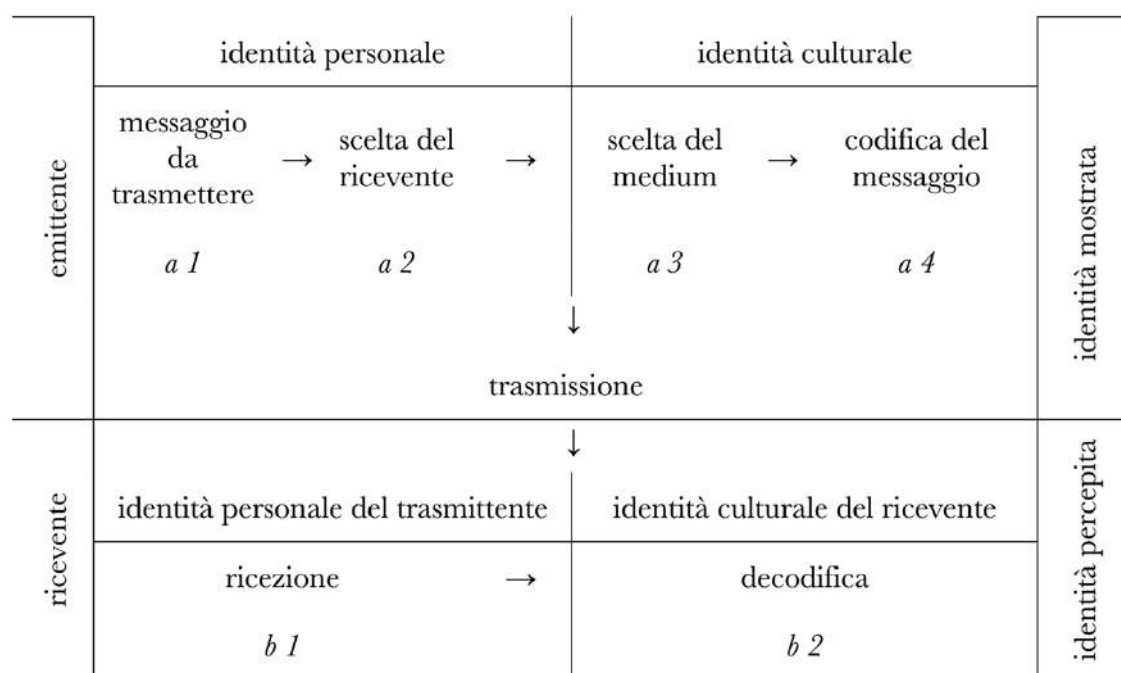 identità personale
identità culturale
emittente
messaggio
da
trasmettere
→
scelta del
ricevente
→
scelta del
medium
→
codifica del
messaggio
identità mostrata
a 1
a 2
a 3
a 4
↓
trasmissione
↓
ricevente
identità personale del trasmittente
identità culturale del ricevente
identità percepita
ricezione
→
decodifica
b 1
b 2